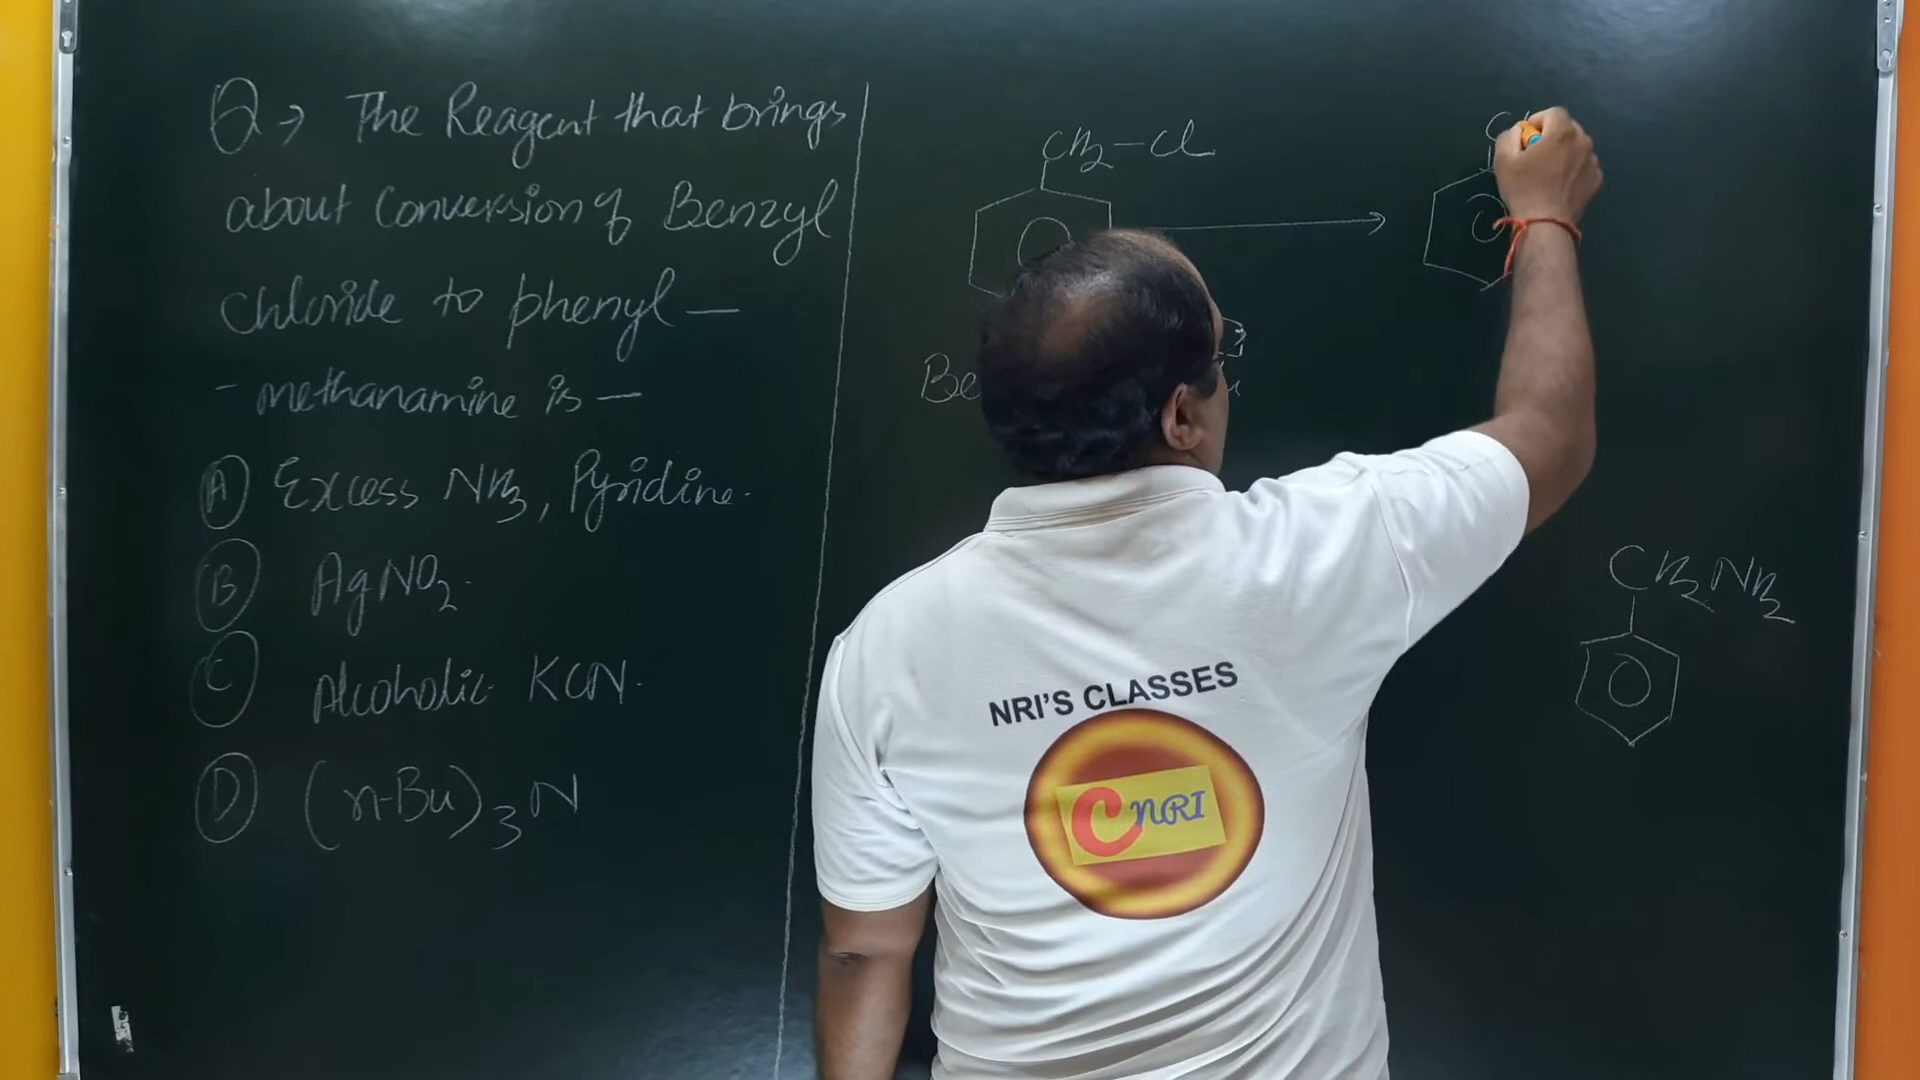 Q → The Reagent that brings
about Conversion of Benzyl
chloride to phenyl —
- methanamine is —
(A) Excess NH3, Pyridine.
(B) AgNO2.
(C) Alcoholic KCN.
(D) (n-Bu)3N
CH2-Cl
CH2NH2
NRI'S CLASSES
C NRI